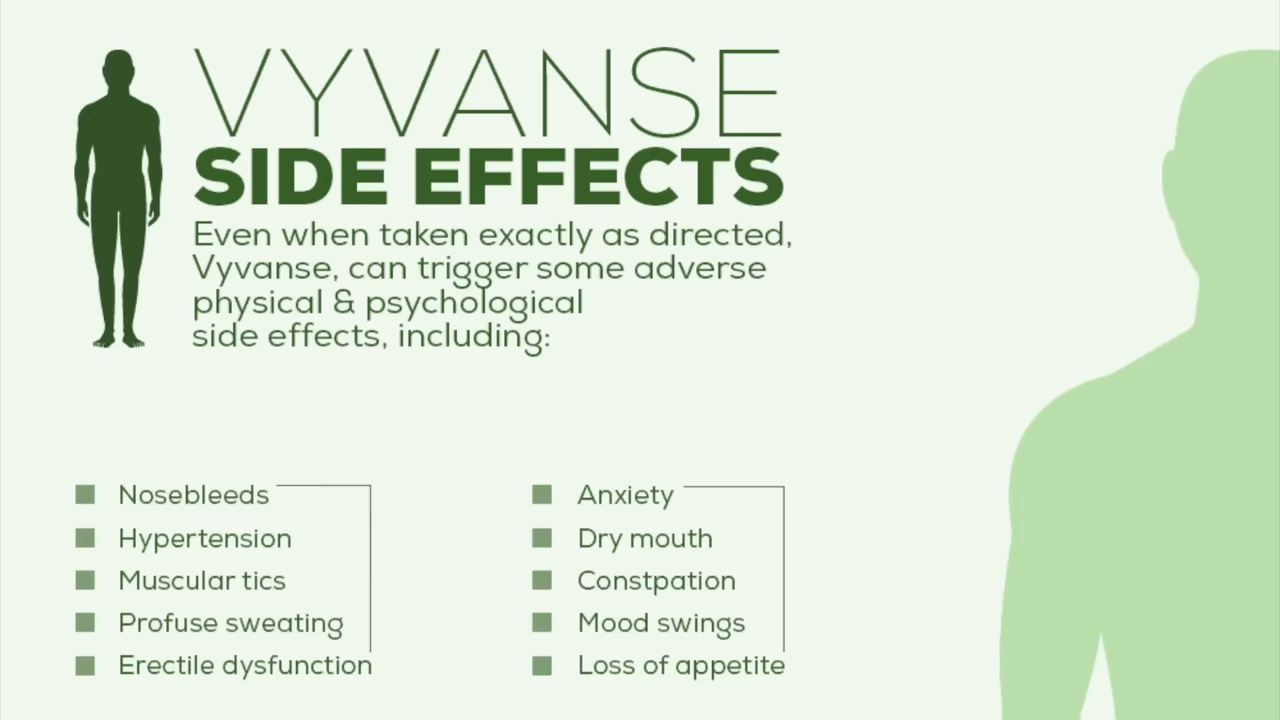 VYVANSE
SIDE EFFECTS
Even when taken exactly as directed,
Vyvanse, can trigger some adverse
physical & psychological
side effects, including:
Nosebleeds
Hypertension
Muscular tics
Profuse sweating
Erectile dysfunction
Anxiety
Dry mouth
Constpation
Mood swings
Loss of appetite